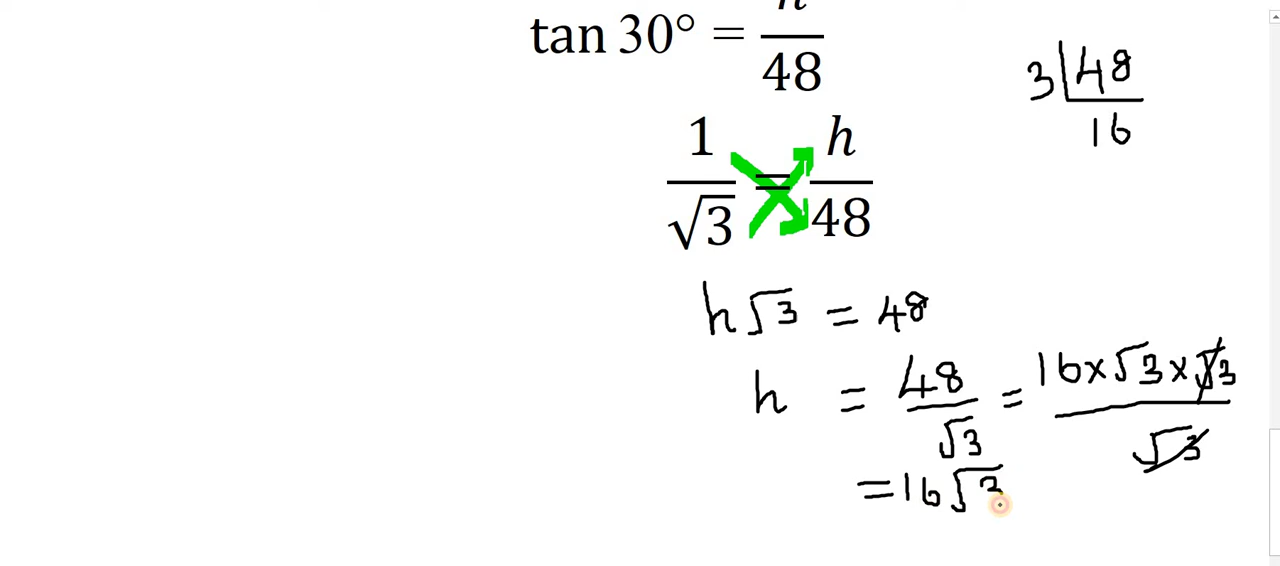 tan 30° = h/48
3 48
16
1/√3 = h/48
h√3 = 48
h = 48/√3 = 16×√3×√3/√3
= 16√3